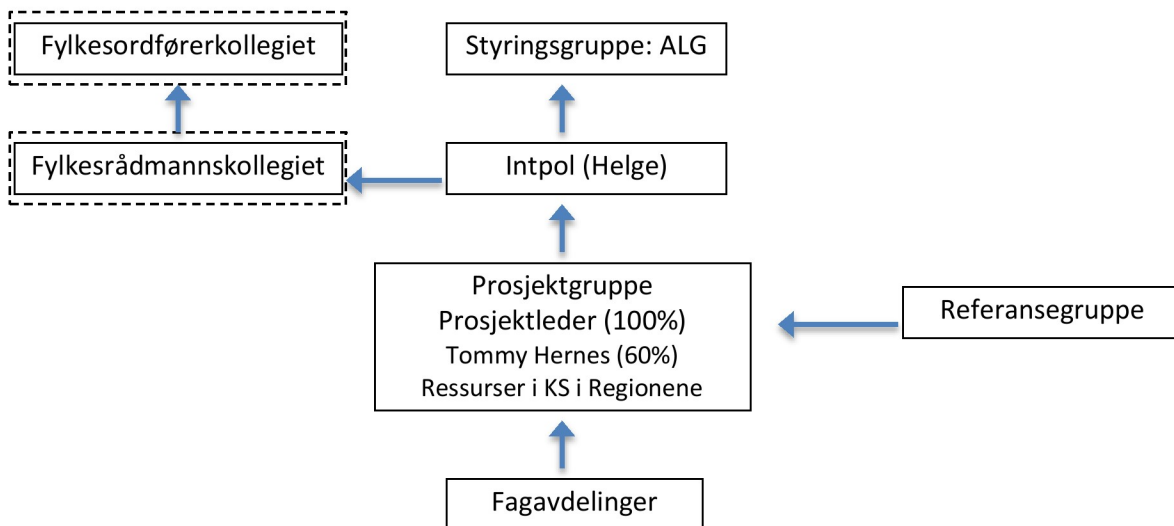 Fylkesordførerkollegiet
Styringsgruppe: ALG
Fylkesrådmannskollegiet
Intpol (Helge)
Prosjektgruppe
Prosjektleder (100%)
Tommy Hernes (60%)
Ressurser i KS i Regionene
Referansegruppe
Fagavdelinger